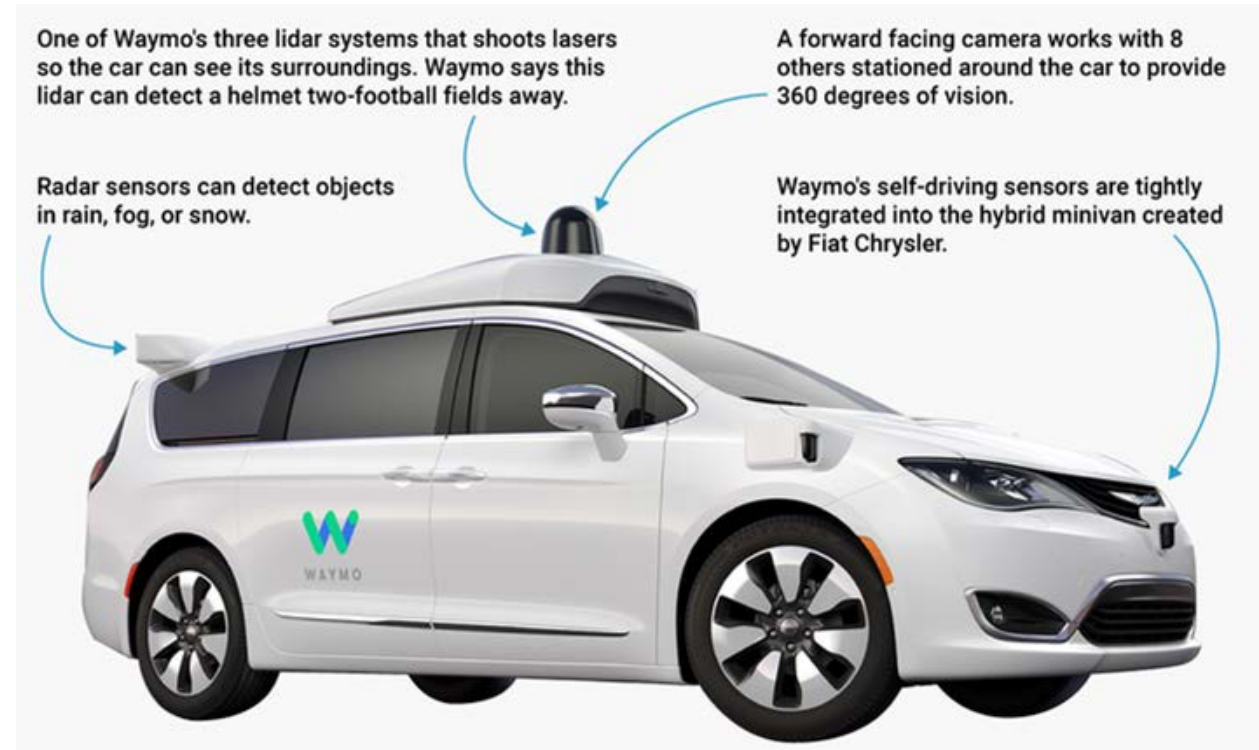 One of Waymo's three lidar systems that shoots lasers
so the car can see its surroundings. Waymo says this
lidar can detect a helmet two-football fields away.
A forward facing camera works with 8
others stationed around the car to provide
360 degrees of vision.
Radar sensors can detect objects
in rain, fog, or snow.
Waymo's self-driving sensors are tightly
integrated into the hybrid minivan created
by Fiat Chrysler.
WAYMO